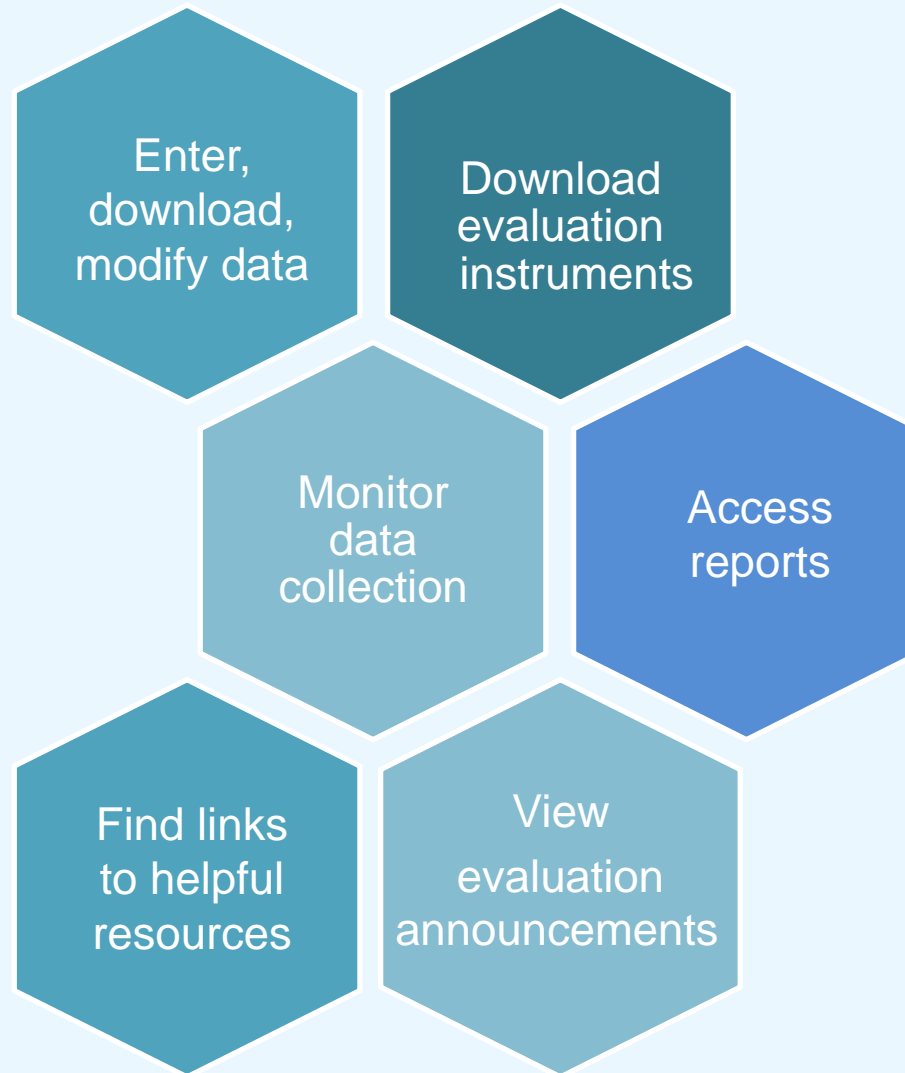 Enter,
download,
modify data
Download
evaluation
instruments
Monitor
data
collection
Access
reports
Find links
to helpful
resources
View
evaluation
announcements